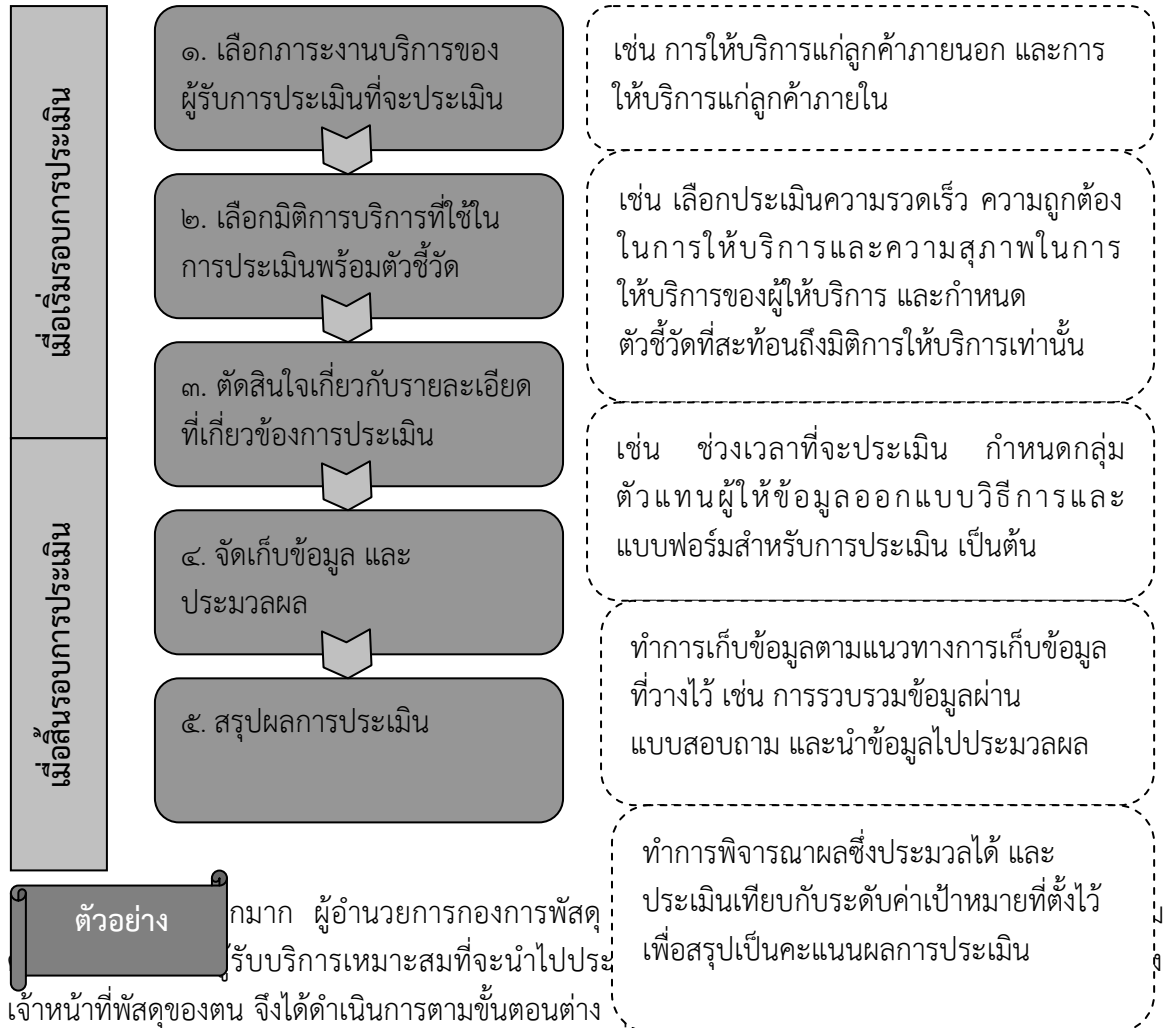 เมื่อเริ่มรอบการประเมิน
๑. เลือกภาระงานบริการของ
ผู้รับการประเมินที่จะประเมิน
เช่น การให้บริการแก่ลูกค้าภายนอก และการ
ให้บริการแก่ลูกค้าภายใน
๒. เลือกมิติการบริการที่ใช้ใน
การประเมินพร้อมตัวชี้วัด
เช่น เลือกประเมินความรวดเร็ว ความถูกต้อง
ในการให้บริการและความสุภาพในการ
ให้บริการของผู้ให้บริการ และกำหนด
ตัวชี้วัดที่สะท้อนถึงมิติการให้บริการเท่านั้น
๓. ตัดสินใจเกี่ยวกับรายละเอียด
ที่เกี่ยวข้องการประเมิน
เช่น ช่วงเวลาที่จะประเมิน กำหนดกลุ่ม
ตัวแทนผู้ให้ข้อมูลออกแบบวิธีการและ
แบบฟอร์มสำหรับการประเมิน เป็นต้น
เมื่อสิ้นรอบการประเมิน
๔. จัดเก็บข้อมูล และ
ประมวลผล
ทำการเก็บข้อมูลตามแนวทางการเก็บข้อมูล
ที่วางไว้ เช่น การรวบรวมข้อมูลผ่าน
แบบสอบถาม และนำข้อมูลไปประมวลผล
๕. สรุปผลการประเมิน
ทำการพิจารณาผลซึ่งประมวลได้ และ
ประเมินเทียบกับระดับค่าเป้าหมายที่ตั้งไว้
เพื่อสรุปเป็นคะแนนผลการประเมิน
ตัวอย่าง
กมาก ผู้อำนวยการกองการพัสดุ
รับบริการเหมาะสมที่จะนำไปประ
เจ้าหน้าที่พัสดุของตน จึงได้ดำเนินการตามขั้นตอนต่าง